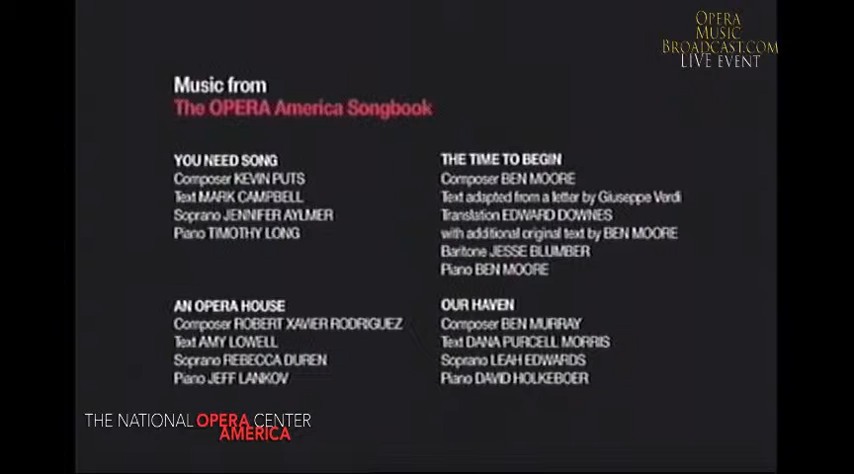 OPERA
MUSIC
BROADCAST.COM
LIVE EVENT
Music from
The OPERA America Songbook
YOU NEED SONG
Composer KEVIN PUTS
Text MARK CAMPBELL
Soprano JENNIFER AYLMER
Piano TIMOTHY LONG
THE TIME TO BEGIN
Composer BEN MOORE
Text adapted from a letter by Giuseppe Verdi
Translation EDWARD DOWNES
with additional original text by BEN MOORE
Baritone JESSE BLUMBER
Piano BEN MOORE
AN OPERA HOUSE
Composer ROBERT XAVIER RODRIGUEZ
Text AMY LOWELL
Soprano REBECCA DUREN
Piano JEFF LANKOV
OUR HAVEN
Composer BEN MURRAY
Text DANA PURCELL MORRIS
Soprano LEAH EDWARDS
Piano DAVID HOLKEBOER
THE NATIONAL OPERA CENTER
AMERICA